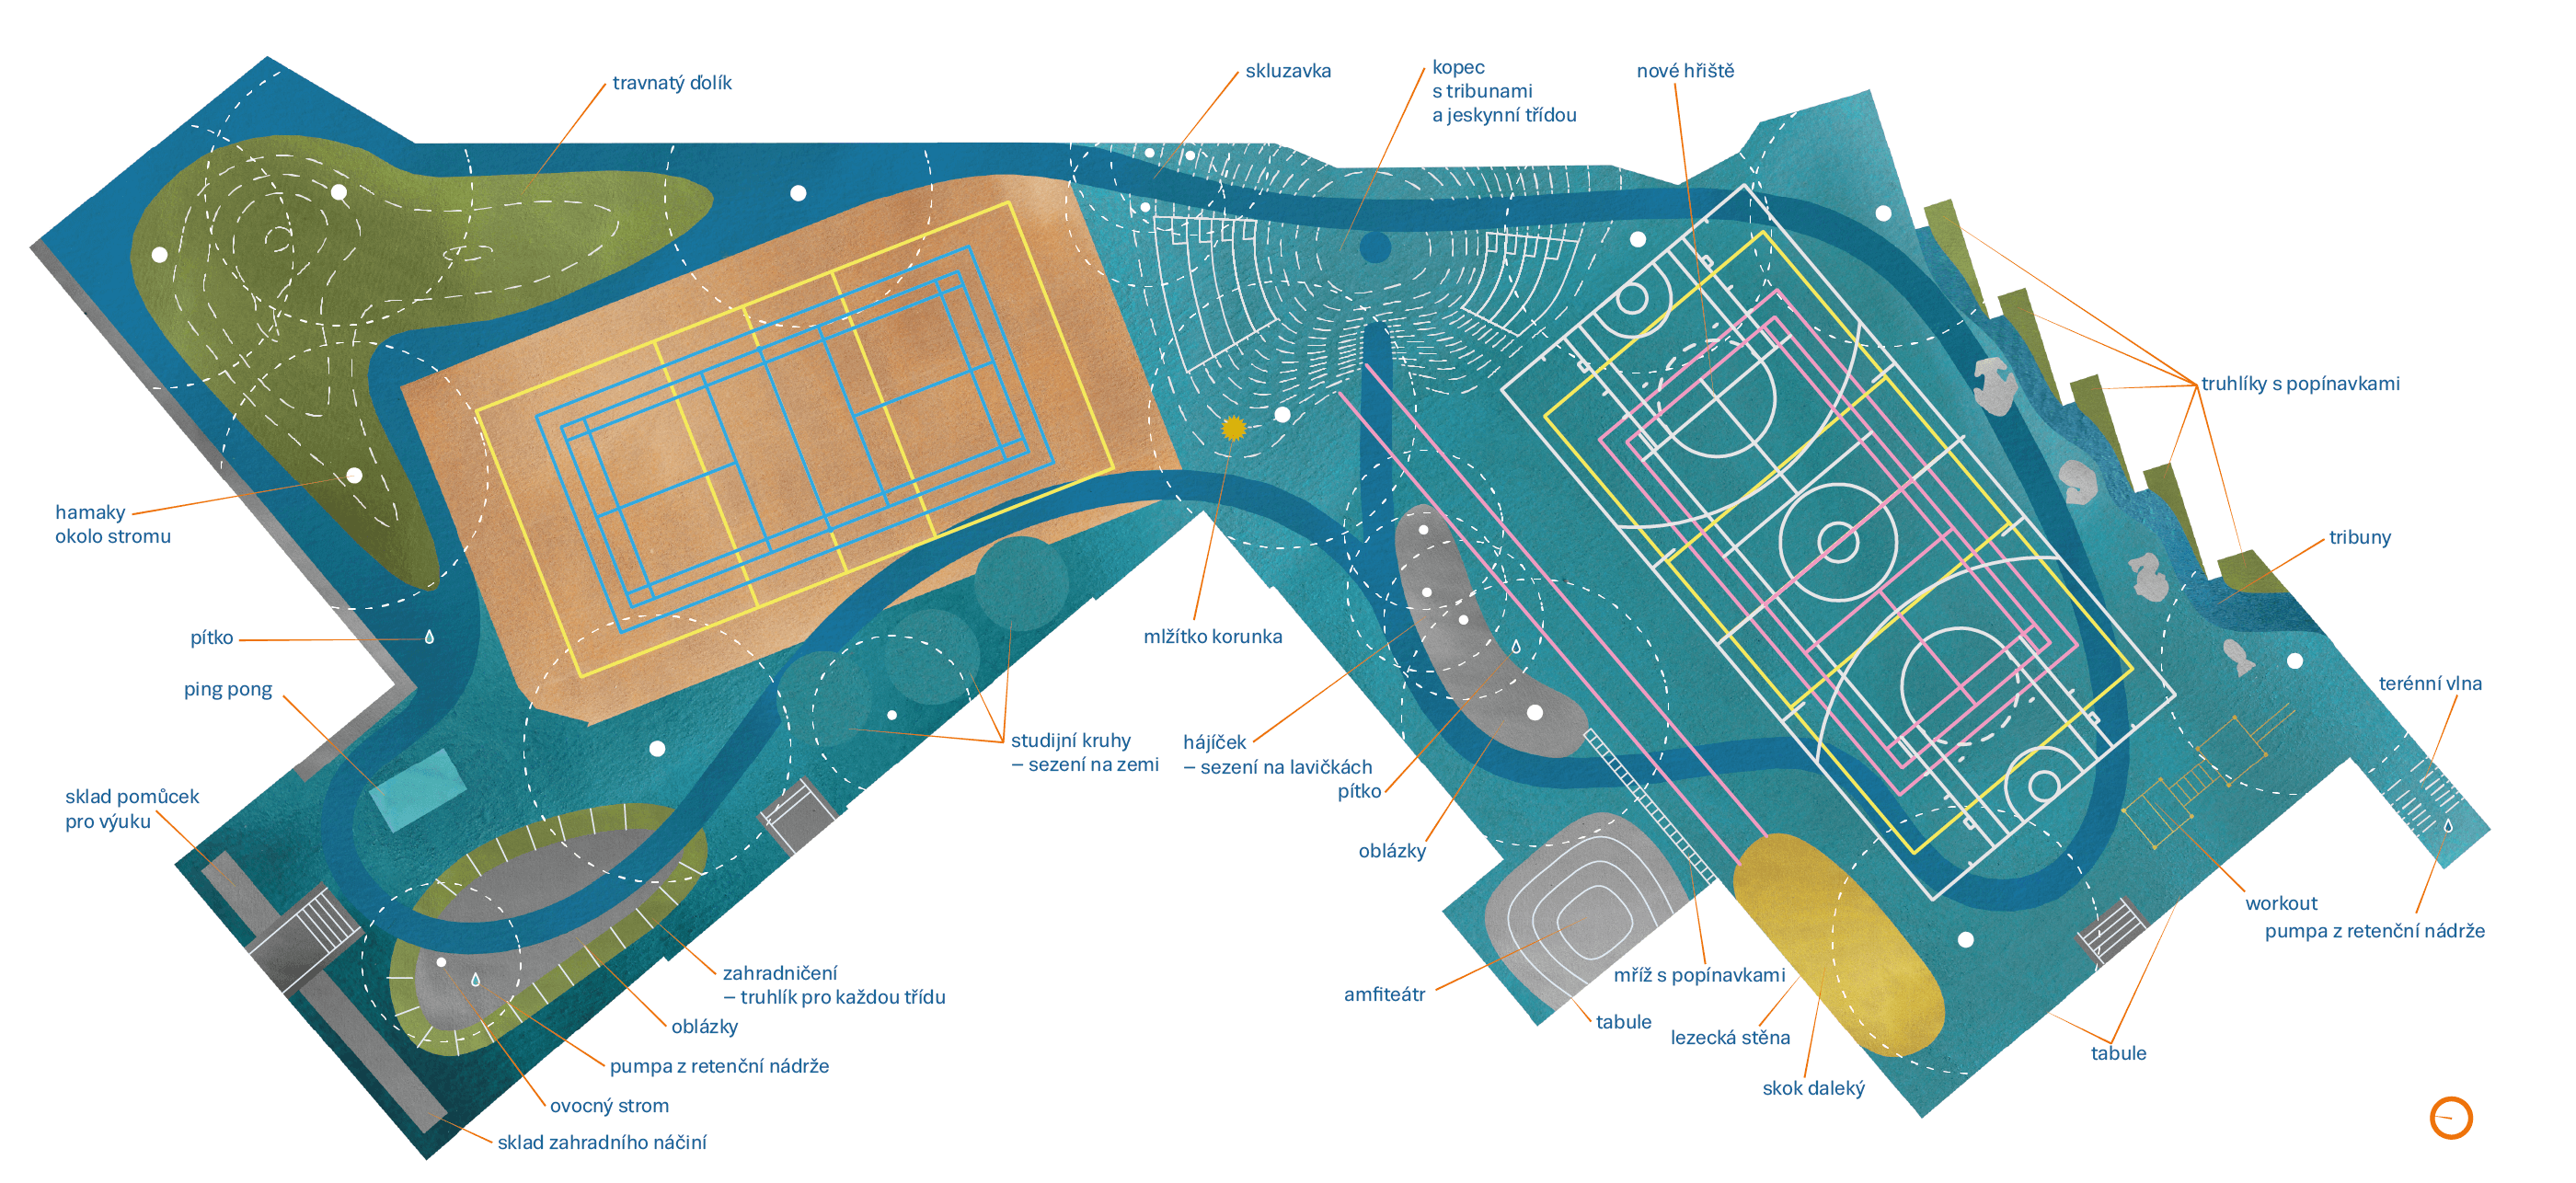 travnatý ďolík
skluzavka
kopec
s tribunami
a jeskynní třídou
nové hřiště
truhlíky s popínavkami
hamaky
okolo stromu
tribuny
pítko
mlžítko korunka
ping pong
terénní vlna
studijní kruhy
– sezení na zemi
hájíček
– sezení na lavičkách
pítko
sklad pomůcek
pro výuku
oblázky
workout
pumpa z retenční nádrže
zahradničení
– truhlík pro každou třídu
mříž s popínavkami
amfiteátr
tabule
oblázky
lezecká stěna
tabule
pumpa z retenční nádrže
skok daleký
ovocný strom
sklad zahradního náčiní